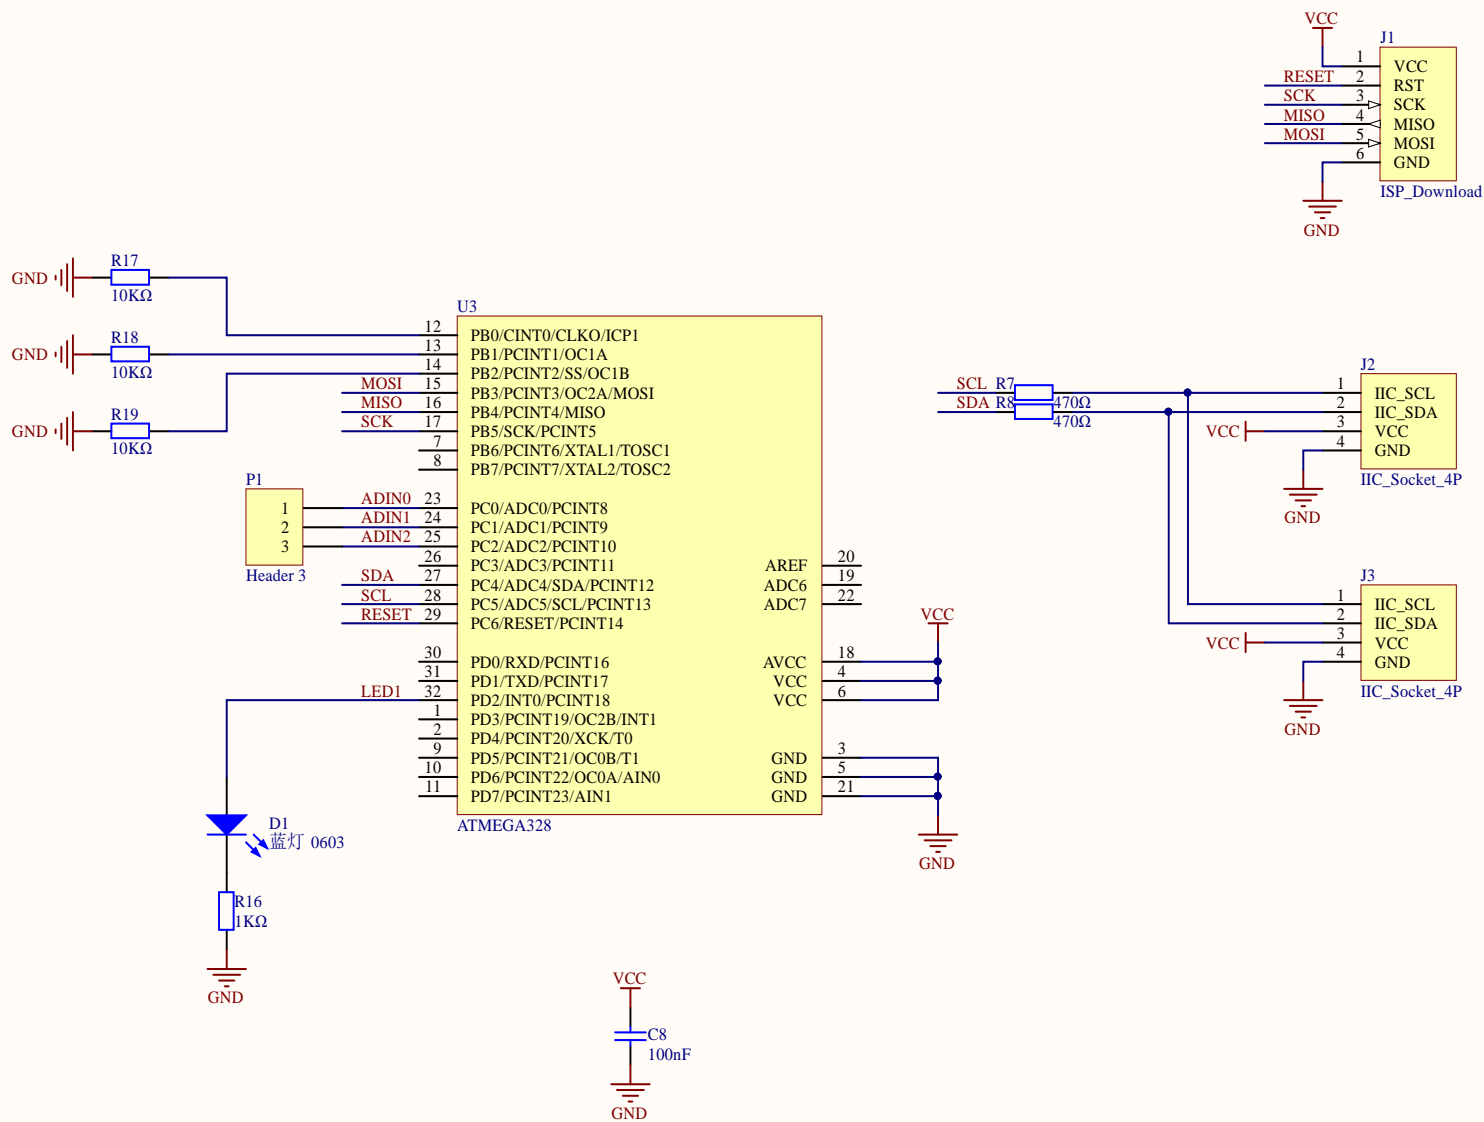 VCC
J1
1 VCC
RESET 2 RST
SCK 3 SCK
MISO 4 MISO
MOSI 5 MOSI
6 GND
ISP_Download
GND
R17
GND
10KΩ
R18
GND
10KΩ
R19
GND
10KΩ
U3
12 PB0/CINT0/CLKO/ICP1
13 PB1/PCINT1/OC1A
14 PB2/PCINT2/SS/OC1B
MOSI 15 PB3/PCINT3/OC2A/MOSI
MISO 16 PB4/PCINT4/MISO
SCK 17 PB5/SCK/PCINT5
7 PB6/PCINT6/XTAL1/TOSC1
8 PB7/PCINT7/XTAL2/TOSC2
P1
1 ADIN0 23 PC0/ADC0/PCINT8
2 ADIN1 24 PC1/ADC1/PCINT9
3 ADIN2 25 PC2/ADC2/PCINT10
Header 3
26 PC3/ADC3/PCINT11
SDA 27 PC4/ADC4/SDA/PCINT12
SCL 28 PC5/ADC5/SCL/PCINT13
RESET 29 PC6/RESET/PCINT14
30 PD0/RXD/PCINT16
31 PD1/TXD/PCINT17
LED1 32 PD2/INT0/PCINT18
1 PD3/PCINT19/OC2B/INT1
2 PD4/PCINT20/XCK/T0
9 PD5/PCINT21/OC0B/T1
10 PD6/PCINT22/OC0A/AIN0
11 PD7/PCINT23/AIN1
AREF 20
ADC6 19
ADC7 22
VCC
AVCC 18
VCC 4
VCC 6
GND 3
GND 5
GND 21
GND
ATMEGA328
SCL R7
470Ω
SDA R8
470Ω
J2
1 IIC_SCL
2 IIC_SDA
VCC 3 VCC
4 GND
IIC_Socket_4P
GND
J3
1 IIC_SCL
2 IIC_SDA
VCC 3 VCC
4 GND
IIC_Socket_4P
GND
D1
蓝灯 0603
R16
1KΩ
GND
VCC
C8
100nF
GND